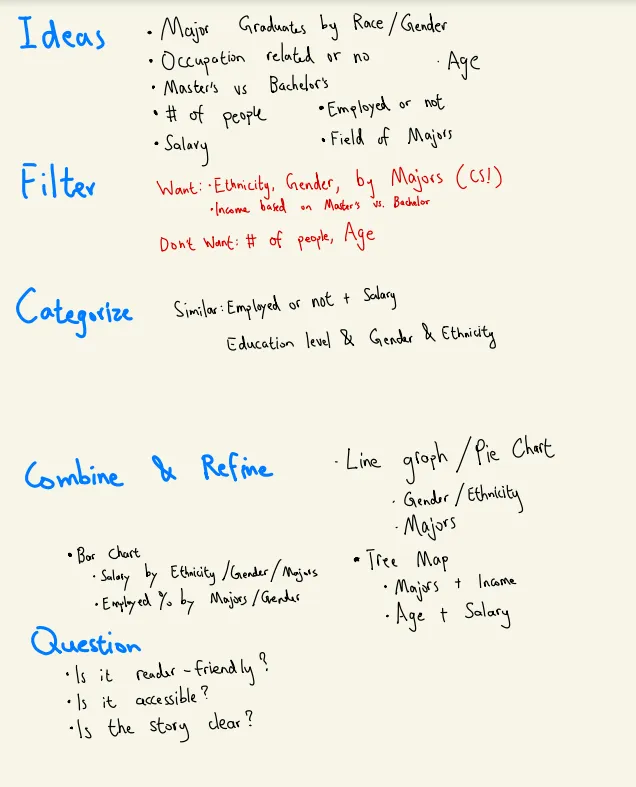 Ideas
• Major Graduates by Race/Gender
• Occupation related or no
• Age
• Master's vs Bachelor's
• # of people
• Employed or not
• Salary
• Field of Majors
Filter
Want: • Ethnicity, Gender, by Majors (CS!)
• Income based on Master's vs. Bachelor
Don't Want: # of people, Age
Categorize
Similar: Employed or not + Salary
Education level & Gender & Ethnicity
Combine & Refine
• Line graph / Pie Chart
• Gender/Ethnicity
• Majors
• Bar Chart
• Salary by Ethnicity/Gender/Majors
• Employed % by Majors/Gender
• Tree Map
• Majors + Income
• Age + Salary
Question
• Is it reader-friendly?
• Is it accessible?
• Is the story clear?